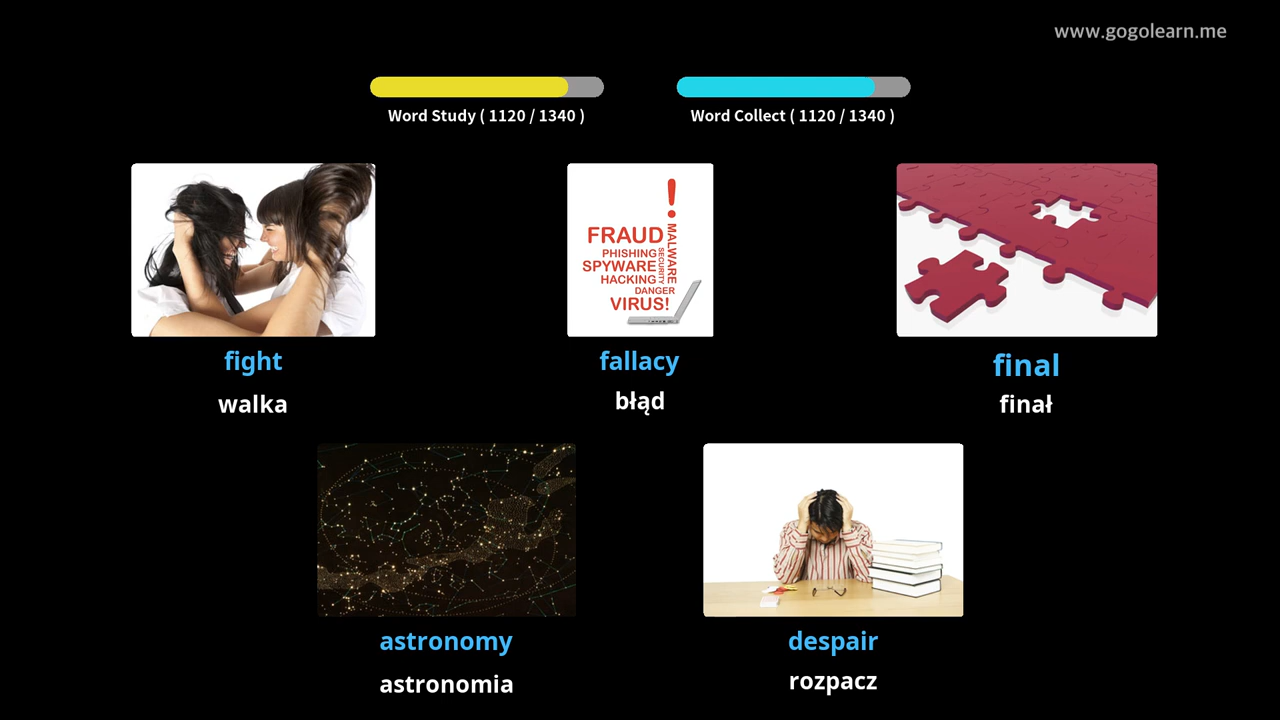 www.gogolearn.me
Word Study ( 1120 / 1340 )
Word Collect ( 1120 / 1340 )
!
FRAUD
PHISHING
SPYWARE
HACKING
DANGER
VIRUS!
SECURITY
MALWARE
fight
fallacy
final
walka
błąd
finał
astronomy
despair
astronomia
rozpacz